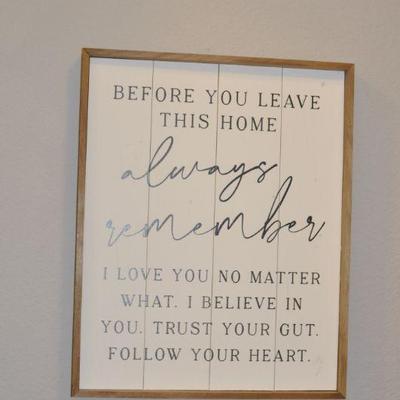 BEFORE YOU LEAVE
THIS HOME
always
remember
I LOVE YOU NO MATTER
WHAT. I BELIEVE IN
YOU. TRUST YOUR GUT.
FOLLOW YOUR HEART.